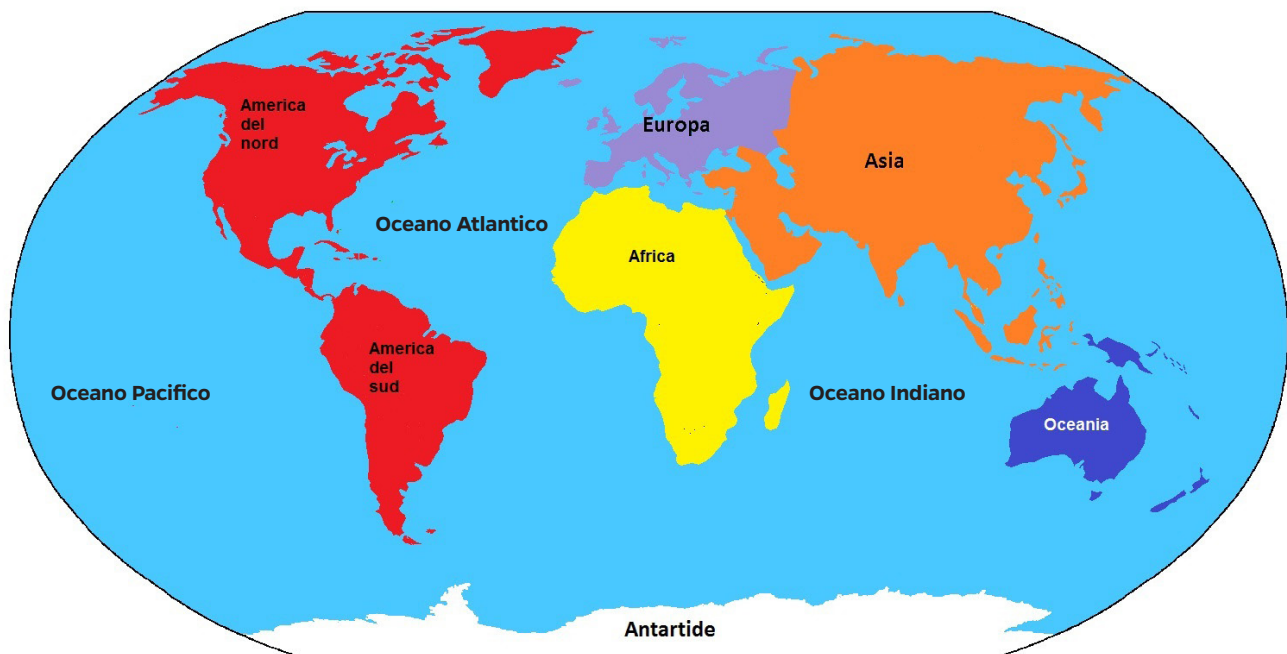 America
del
nord
Europa
Asia
Oceano Atlantico
Africa
America
del
sud
Oceano Pacifico
Oceano Indiano
Oceania
Antartide